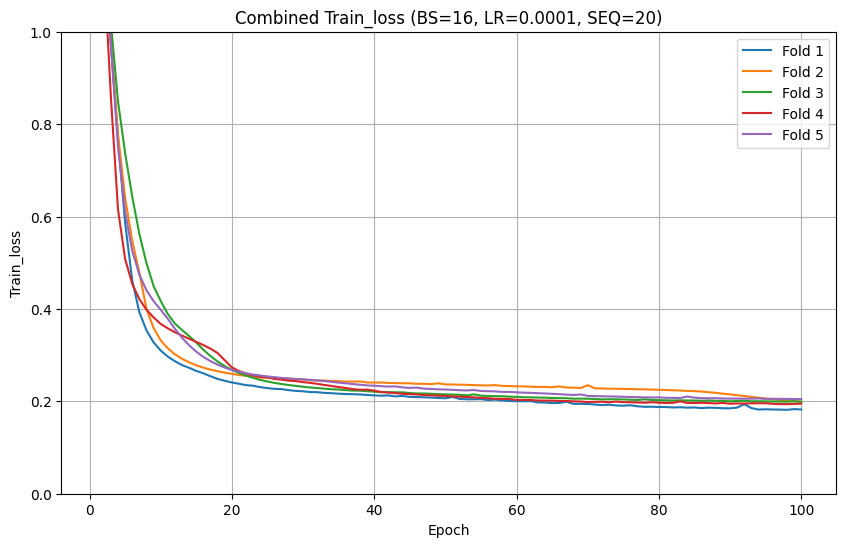 Combined Train_loss (BS=16, LR=0.0001, SEQ=20)
1.0
0.8
0.6
0.4
0.2
0.0
Train_loss
Fold 1
Fold 2
Fold 3
Fold 4
Fold 5
0 20 40 60 80 100
Epoch